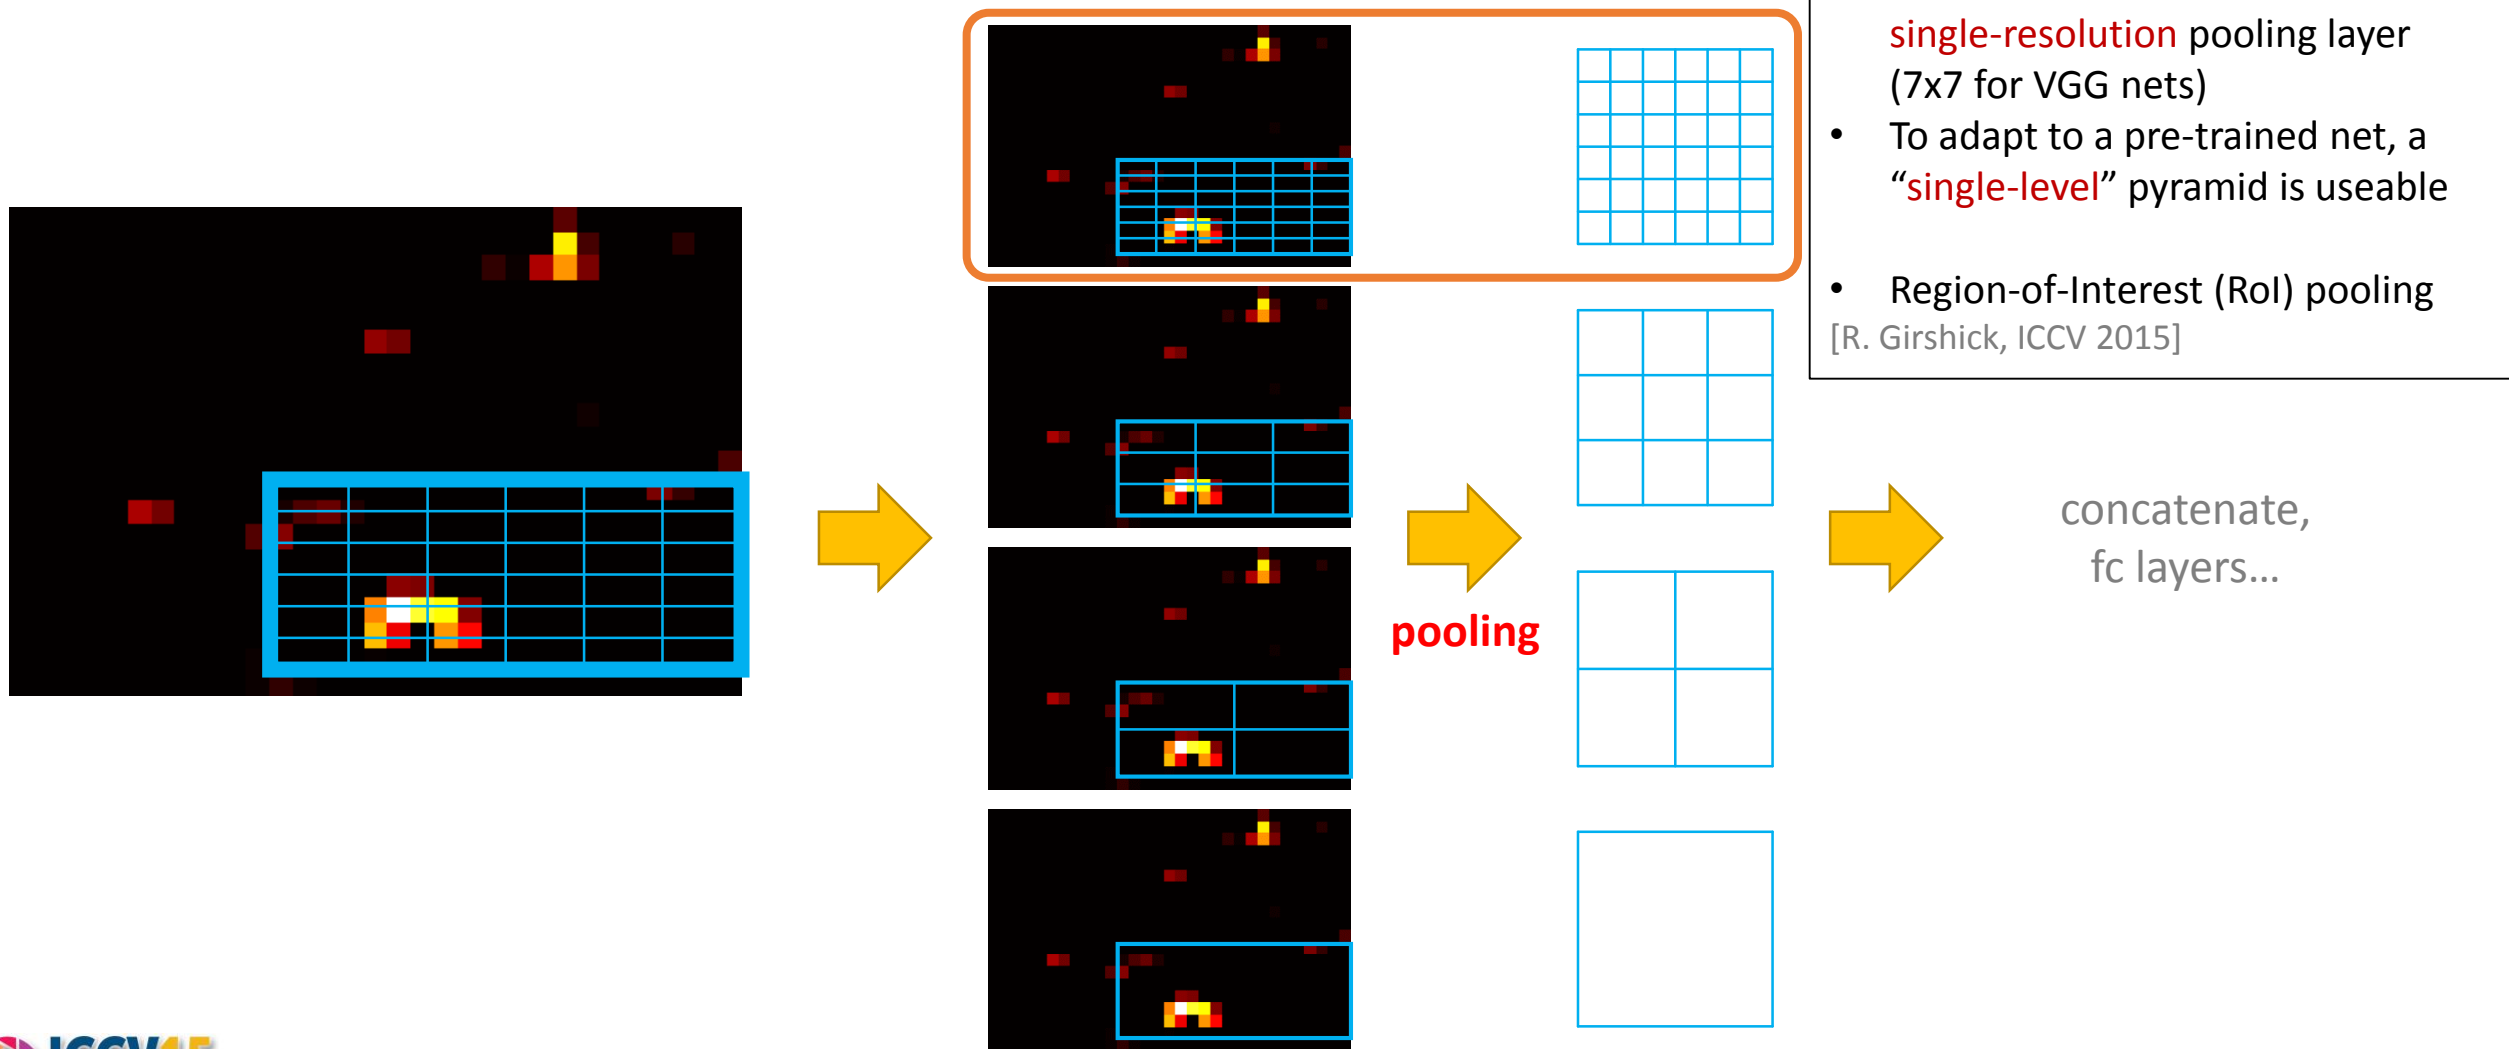 single-resolution pooling layer
(7x7 for VGG nets)
• To adapt to a pre-trained net, a
“single-level” pyramid is useable
• Region-of-Interest (RoI) pooling
[R. Girshick, ICCV 2015]
concatenate,
fc layers…
pooling
ICCV15